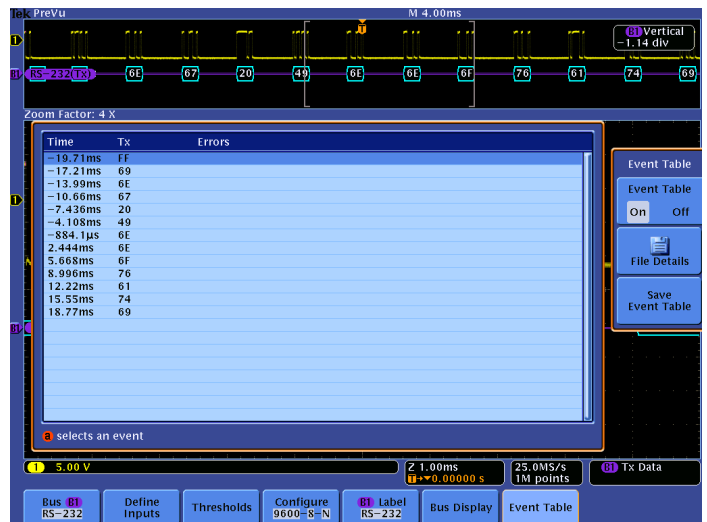 Tek PreVu M 4.00ms
B1 Vertical
-1.14 div
1
T
B1 RS-232(Tx) 6E 67 20 49 6E 6E 6F 76 61 74 69
Zoom Factor: 4 X
Time Tx Errors
-19.71ms FF
-17.21ms 69
-13.99ms 6E
-10.66ms 67
-7.436ms 20
-4.108ms 49
-884.1µs 6E
2.444ms 6E
5.668ms 6F
8.996ms 76
12.22ms 61
15.55ms 74
18.77ms 69
a selects an event
Event Table
Event Table
On Off
File Details
Save
Event Table
1
B1
1 5.00 V
Z 1.00ms
T→▼0.00000 s
25.0MS/s
1M points
B1 Tx Data
Bus B1
RS-232
Define
Inputs
Thresholds
Configure
9600-8-N
B1 Label
RS-232
Bus Display
Event Table